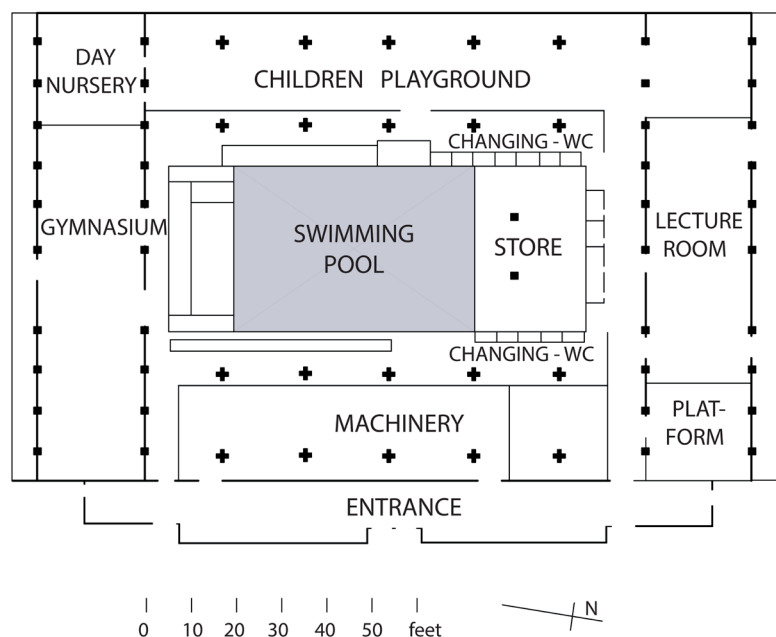 DAY
NURSERY
CHILDREN PLAYGROUND
CHANGING - WC
GYMNASIUM
SWIMMING
POOL
STORE
LECTURE
ROOM
CHANGING - WC
MACHINERY
PLAT-
FORM
ENTRANCE
N
0 10 20 30 40 50 feet